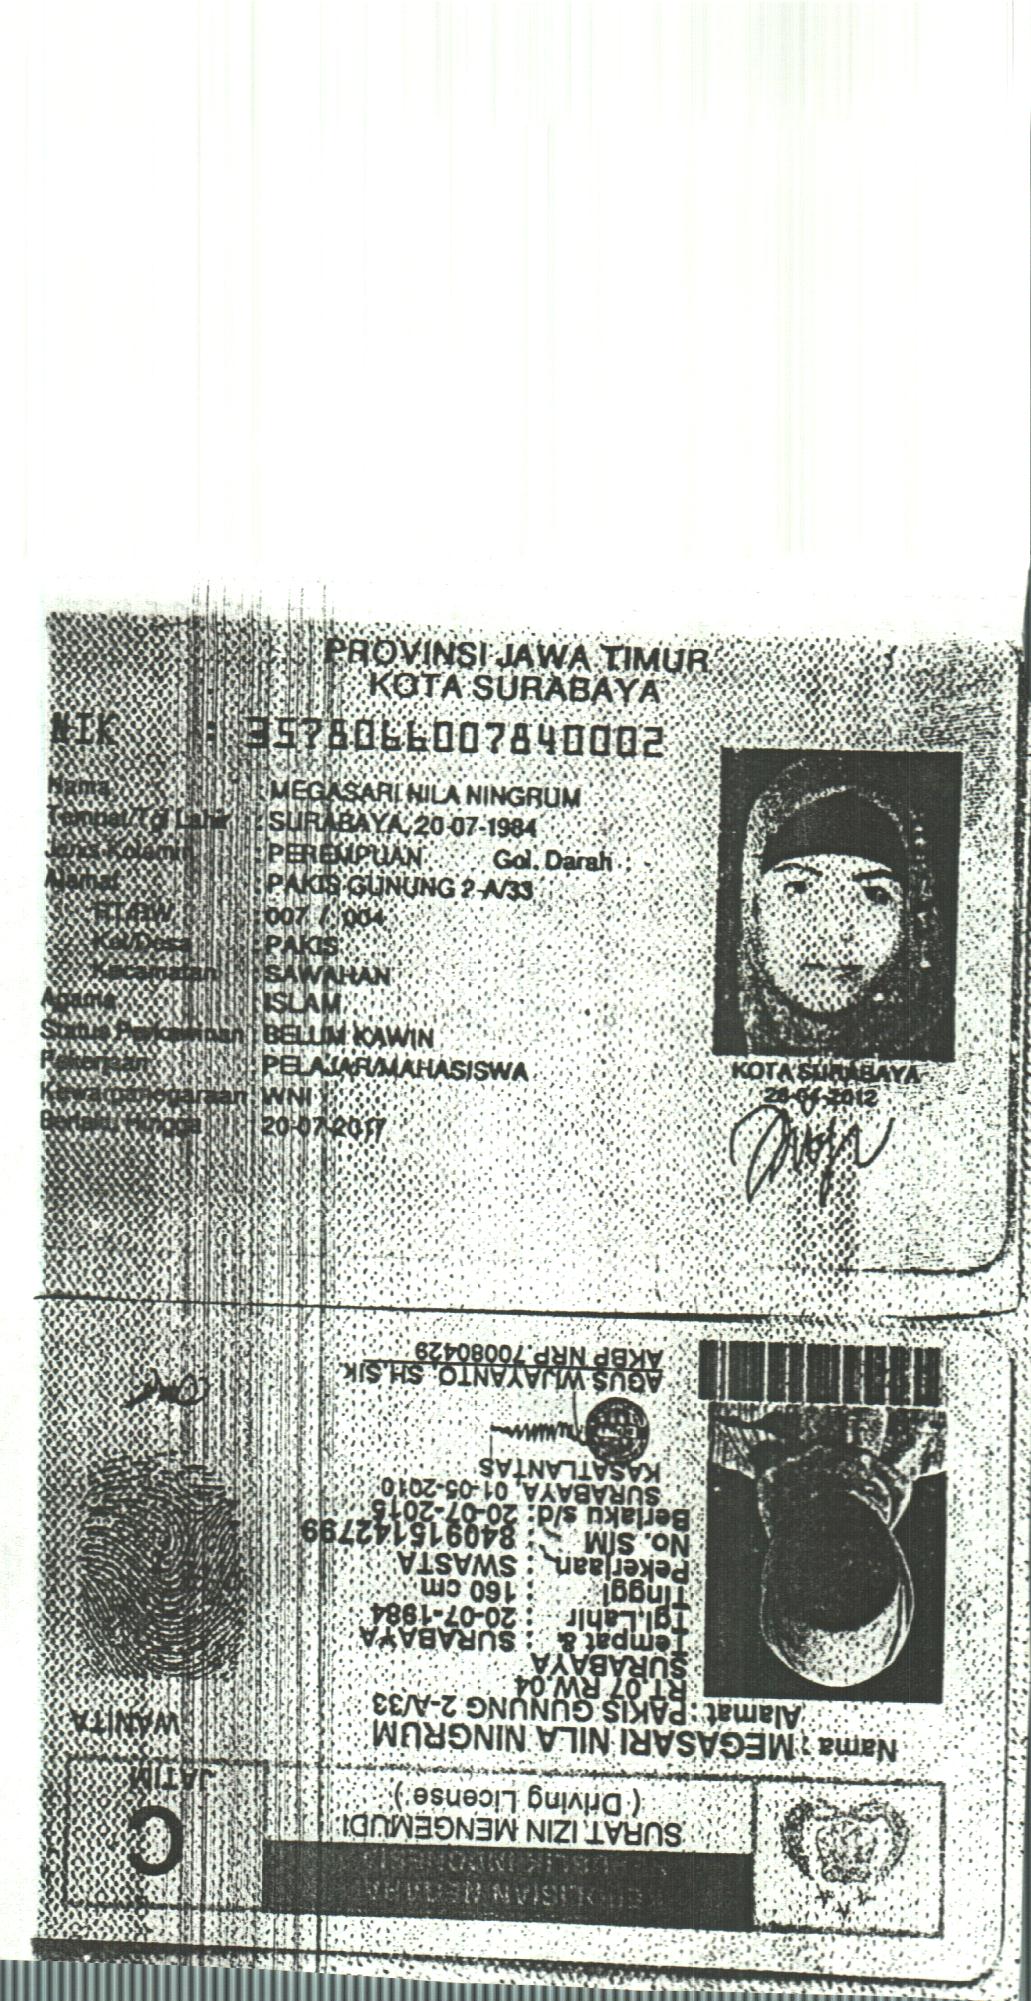 PROVINSI JAWA TIMUR
KOTA SURABAYA
NIK : 3578066007840002
Nama : MEGASARI NILA NINGRUM
Tempat/Tgl Lahir : SURABAYA, 20-07-1984
Jenis Kelamin : PEREMPUAN Gol. Darah : -
Alamat : PAKIS GUNUNG 2-A/33
RT/RW : 007 / 004
Kel/Desa : PAKIS
Kecamatan : SAWAHAN
Agama : ISLAM
Status Perkawinan : BELUM KAWIN
Pekerjaan : PELAJAR/MAHASISWA
Kewarganegaraan : WNI
Berlaku Hingga : 20-07-2017
KOTA SURABAYA
2012
SURAT IZIN MENGEMUDI
( Driving License )
C
JATIM
Nama : MEGASARI NILA NINGRUM
Alamat : PAKIS GUNUNG 2-A/33
RT.07 RW.04
SURABAYA
WANITA
Tempat & : SURABAYA
Tgl.Lahir : 20-07-1984
Tinggi : 160 cm
Pekerjaan : SWASTA
No. SIM : 840915142799
Berlaku s/d : 20-07-2015
SURABAYA 01-05-2010
KASATLANTAS
AGUS WIJAYANTO, SH SIK
AKBP NRP 70080429